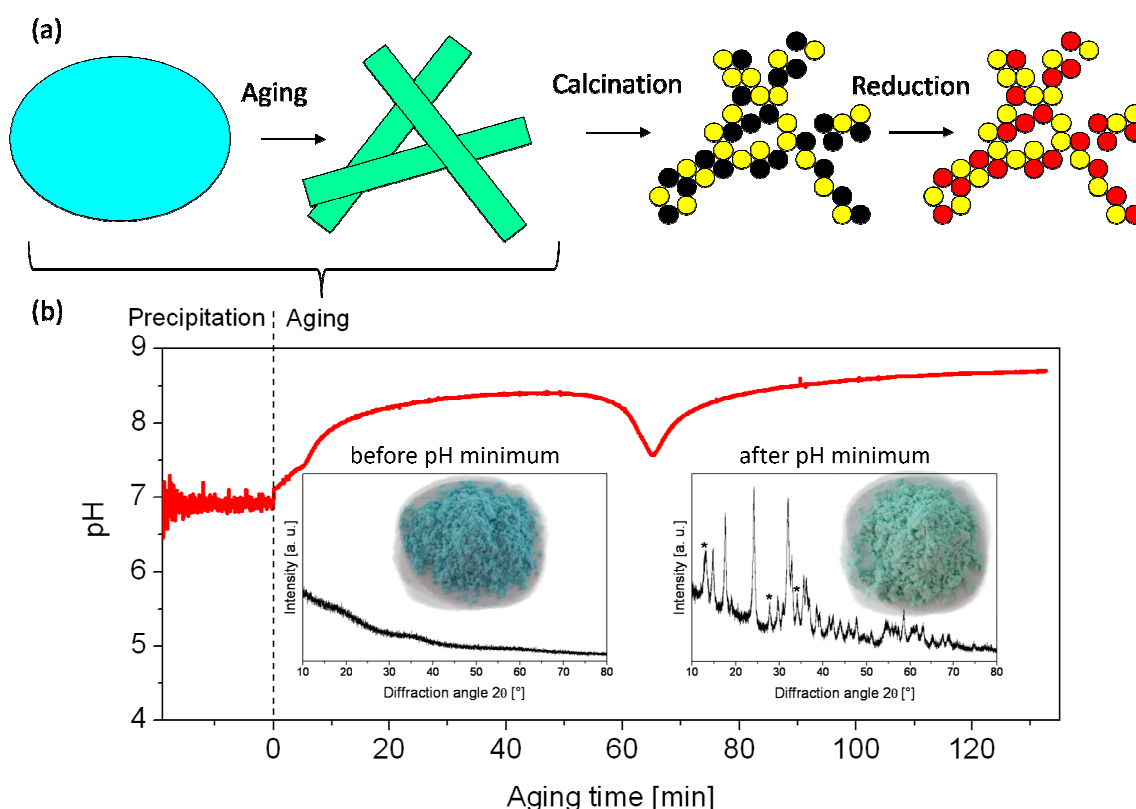 (a)
Aging
Calcination
Reduction
(b)
Precipitation
Aging
9
8
7
6
5
4
pH
before pH minimum
after pH minimum
Intensity [a. u.]
10 20 30 40 50 60 70 80
Diffraction angle 2θ [°]
Intensity [a. u.]
* * *
10 20 30 40 50 60 70 80
Diffraction angle 2θ [°]
0 20 40 60 80 100 120
Aging time [min]